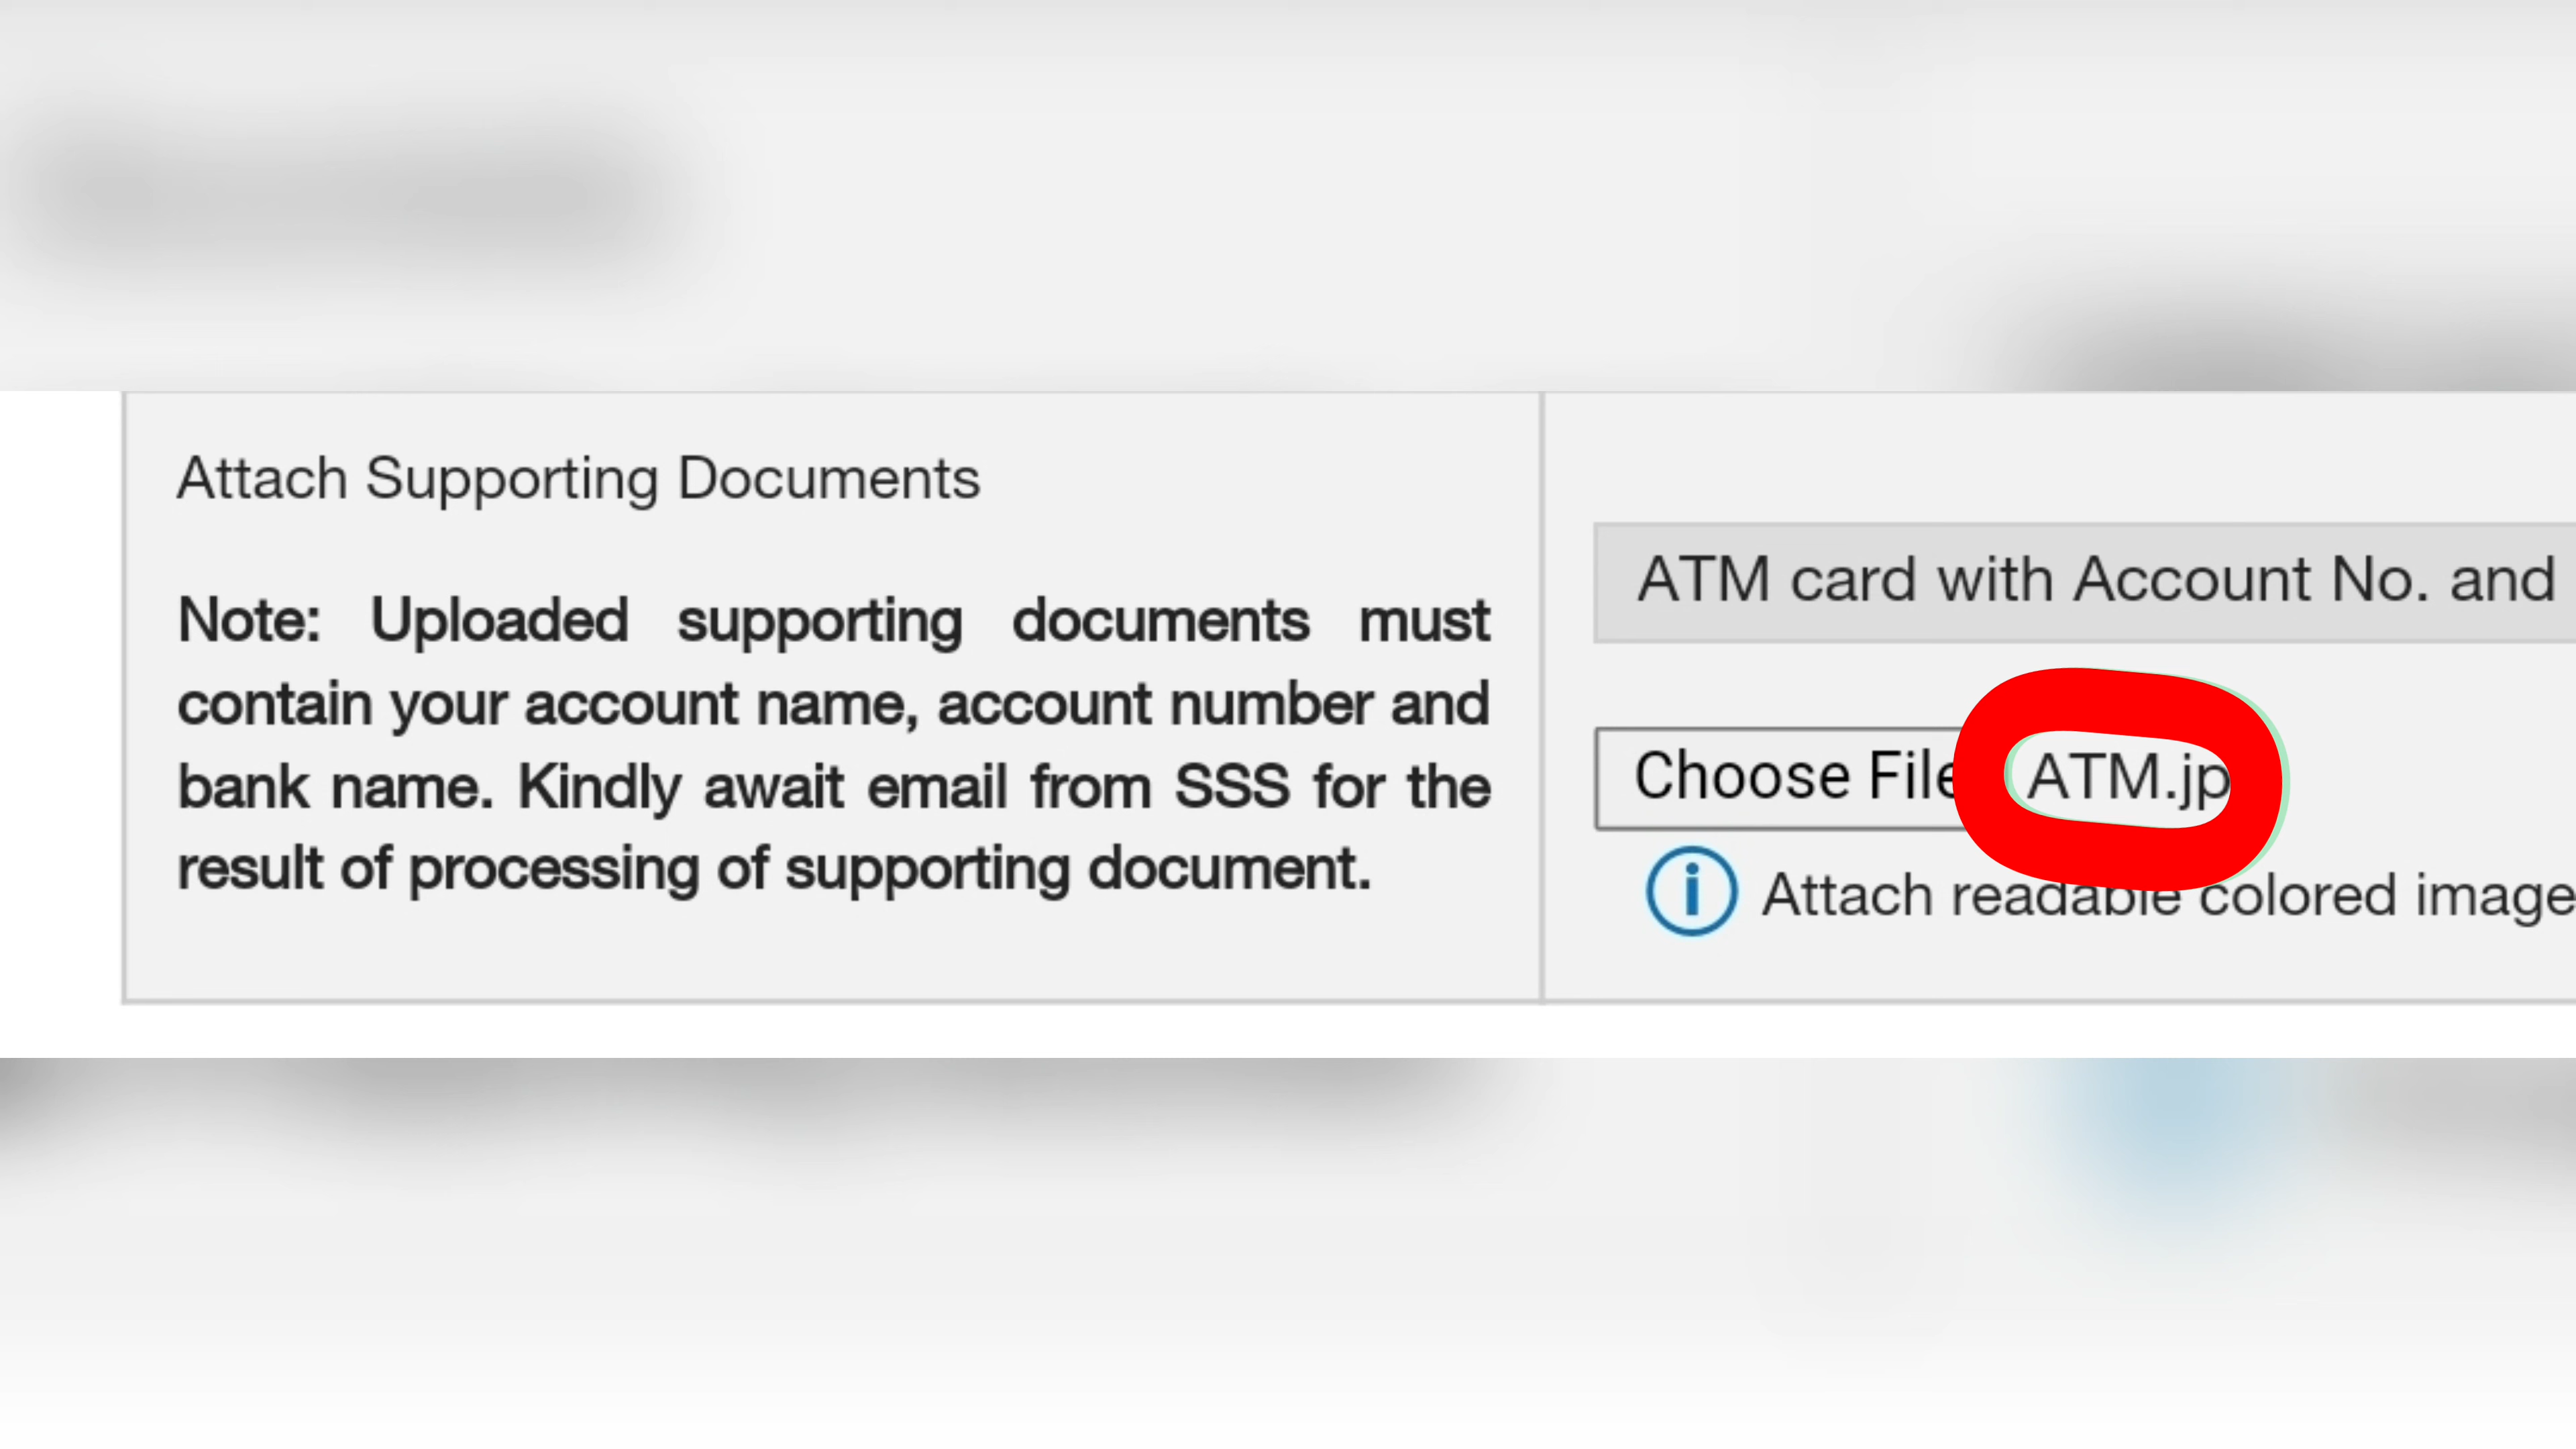 Attach Supporting Documents
Note: Uploaded supporting documents must
contain your account name, account number and
bank name. Kindly await email from SSS for the
result of processing of supporting document.
ATM card with Account No. and
Choose File ATM.jp
Attach readable colored image